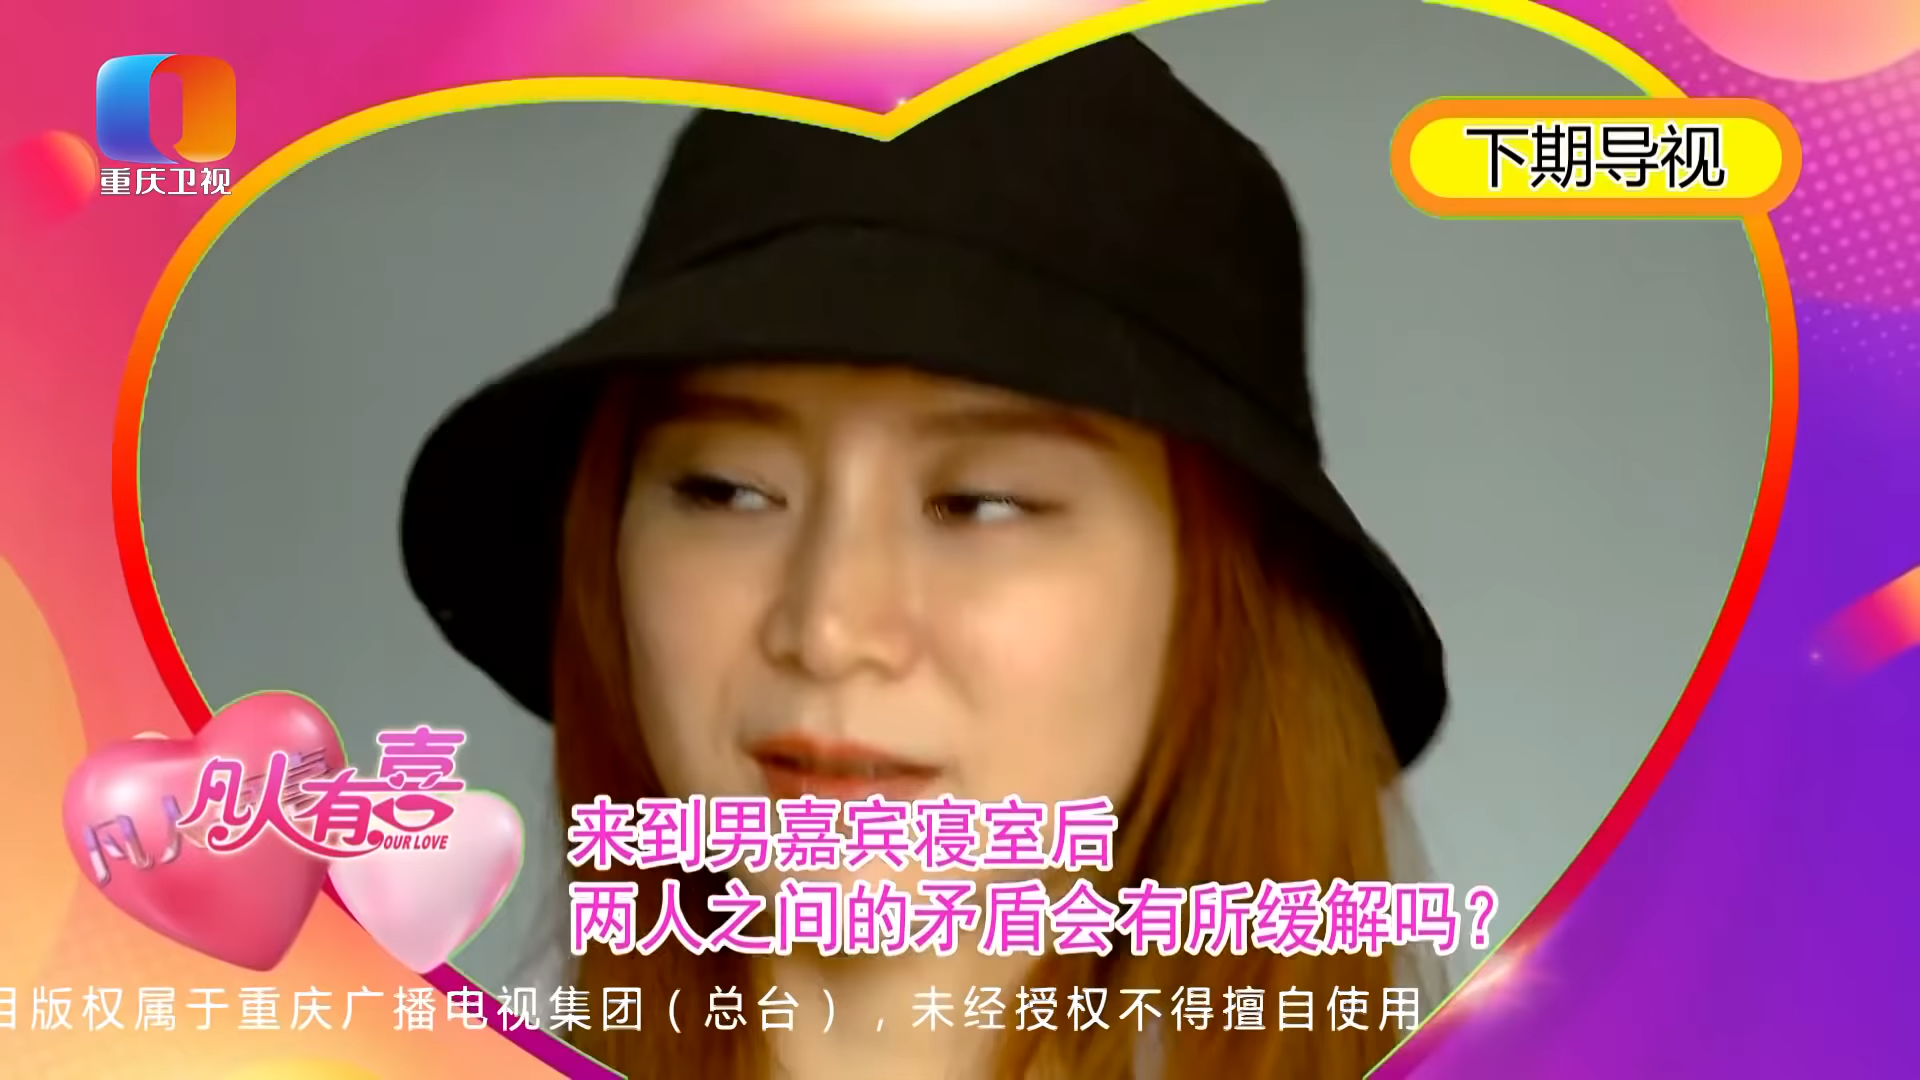 重庆卫视
下期导视
凡人有喜
OUR LOVE
来到男嘉宾寝室后
两人之间的矛盾会有所缓解吗？
目版权属于重庆广播电视集团（总台），未经授权不得擅自使用